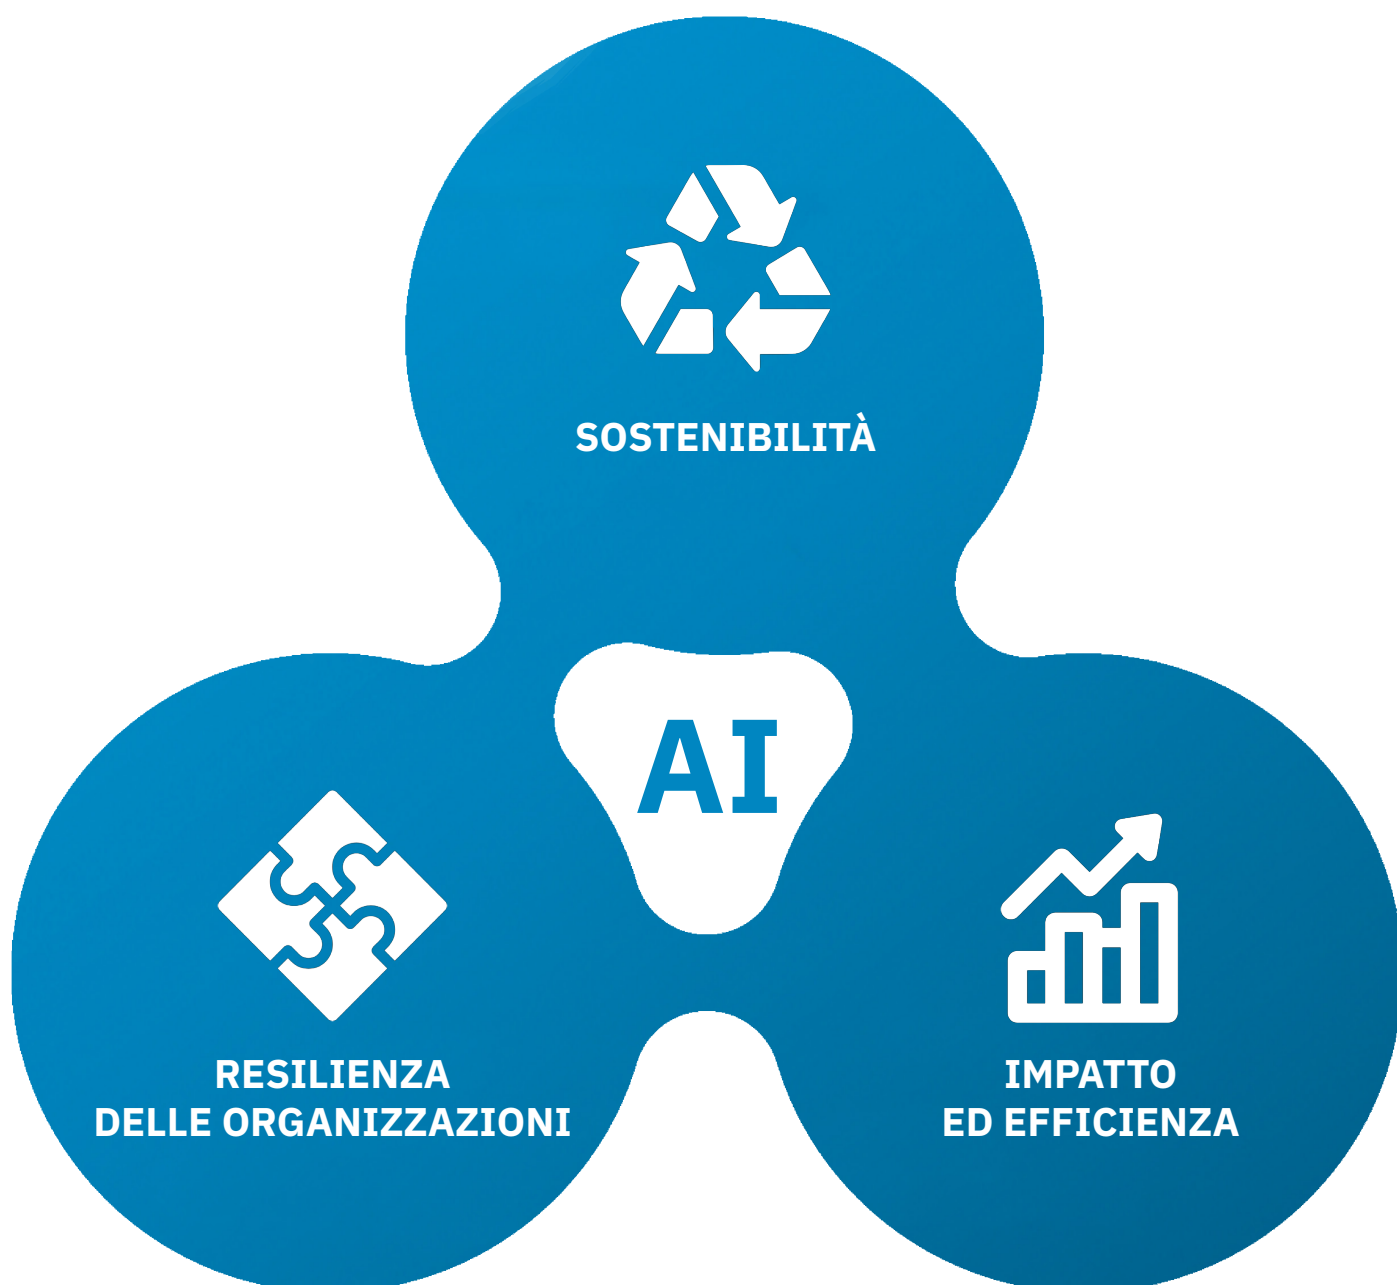 SOSTENIBILITÀ
AI
RESILIENZA
DELLE ORGANIZZAZIONI
IMPATTO
ED EFFICIENZA